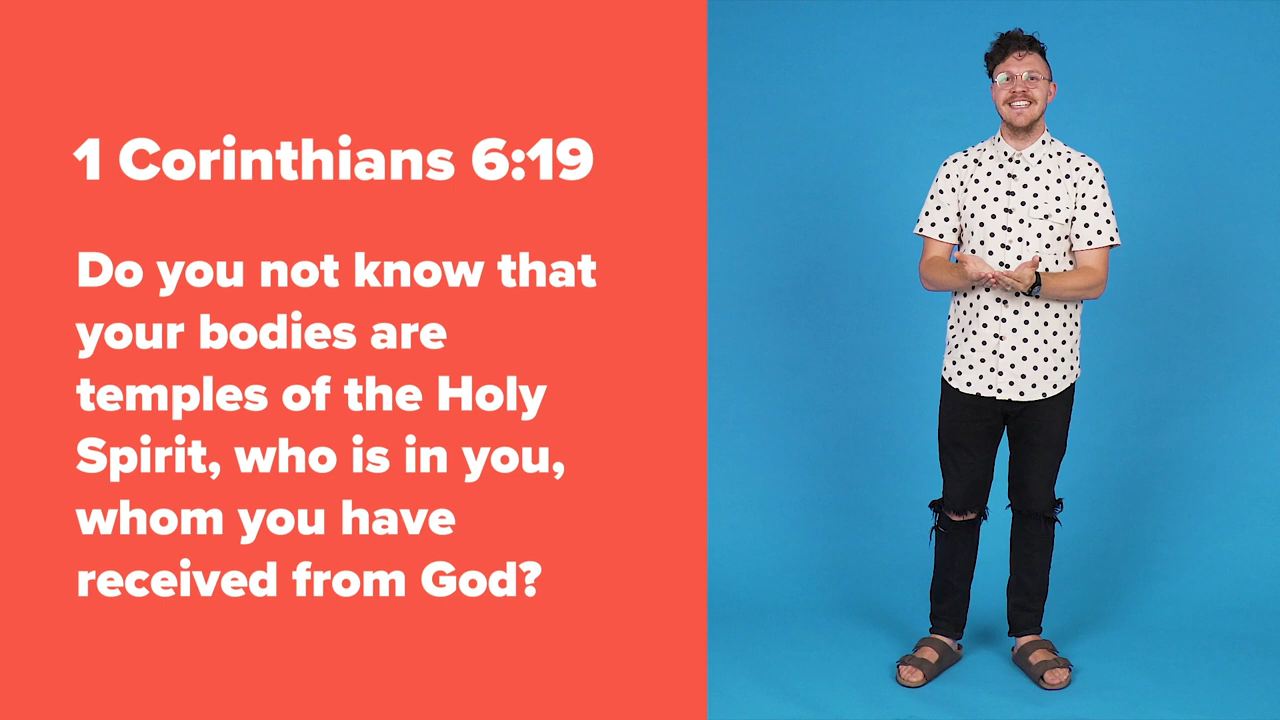 1 Corinthians 6:19
Do you not know that
your bodies are
temples of the Holy
Spirit, who is in you,
whom you have
received from God?